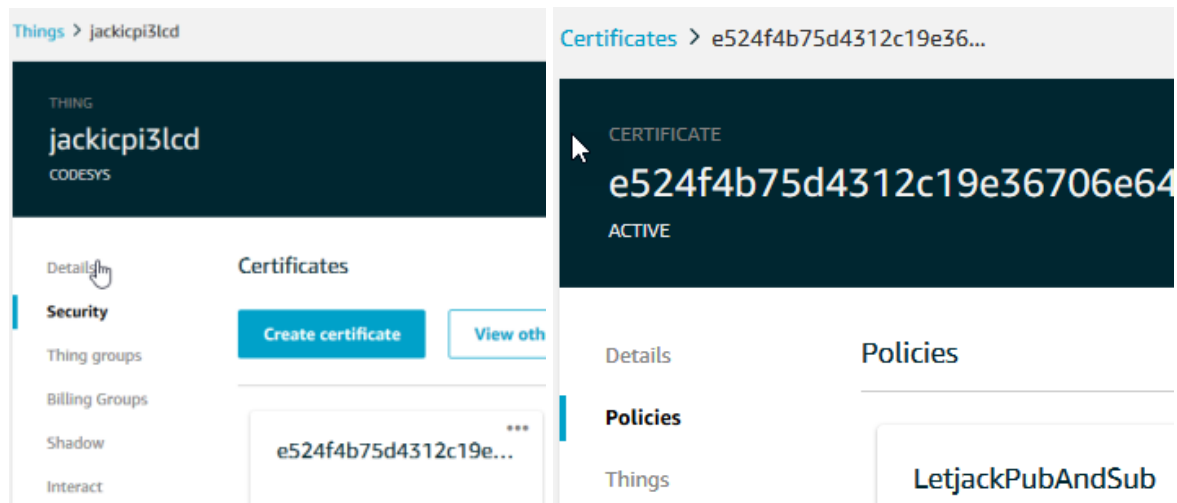 Things > jackicpi3lcd
THING
jackicpi3lcd
CODESYS
Details
Security
Thing groups
Billing Groups
Shadow
Interact
Certificates
Create certificate
View oth
...
e524f4b75d4312c19e...
Certificates > e524f4b75d4312c19e36...
CERTIFICATE
e524f4b75d4312c19e36706e64
ACTIVE
Details
Policies
Things
Policies
LetjackPubAndSub